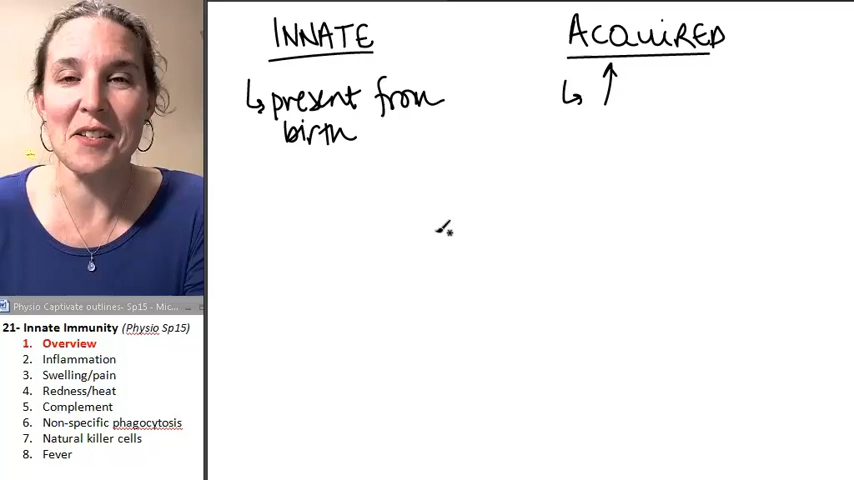 INNATE
ACQUIRED
↳ present from
birth
↳ ↑
Physio Captivate outlines- Sp15 - Mic...
21- Innate Immunity (Physio Sp15)
1. Overview
2. Inflammation
3. Swelling/pain
4. Redness/heat
5. Complement
6. Non-specific phagocytosis
7. Natural killer cells
8. Fever